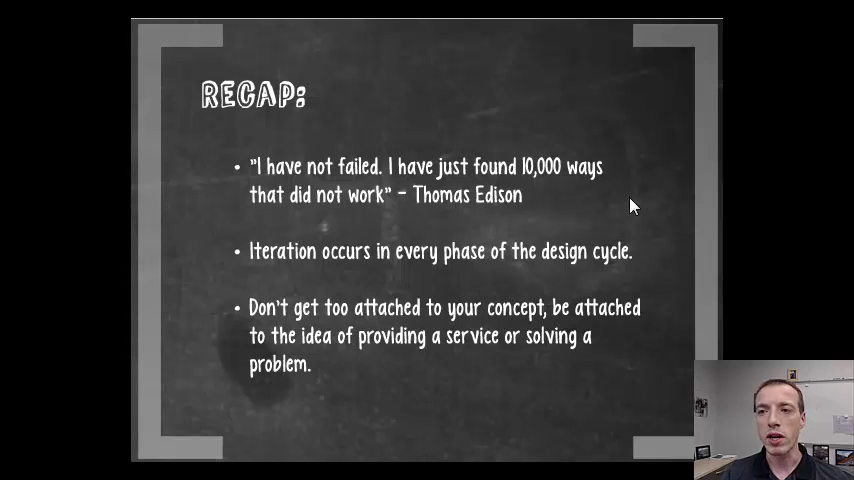 RECAP:
• "I have not failed. I have just found 10,000 ways
that did not work" - Thomas Edison
• Iteration occurs in every phase of the design cycle.
• Don't get too attached to your concept, be attached
to the idea of providing a service or solving a
problem.